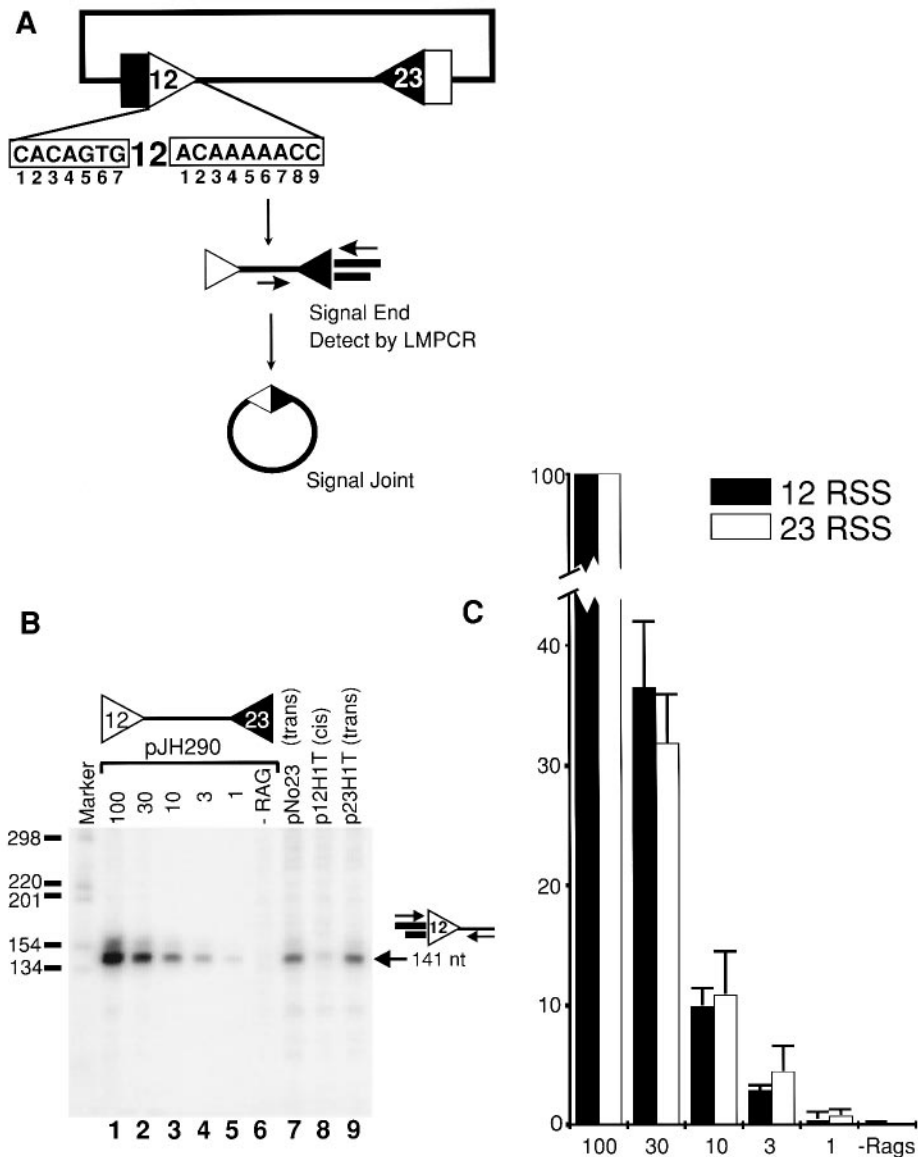 A
12
23
CACAGTG 12 ACAAAAACC
1 2 3 4 5 6 7 1 2 3 4 5 6 7 8 9
Signal End
Detect by LMPCR
Signal Joint
B
12
23
pJH290
Marker
100
30
10
3
1
- RAG
pNo23 (trans)
p12H1T (cis)
p23H1T (trans)
298
220
201
154
134
12
141 nt
1 2 3 4 5 6 7 8 9
C
12 RSS
23 RSS
100
40
30
20
10
0
100 30 10 3 1 -Rags